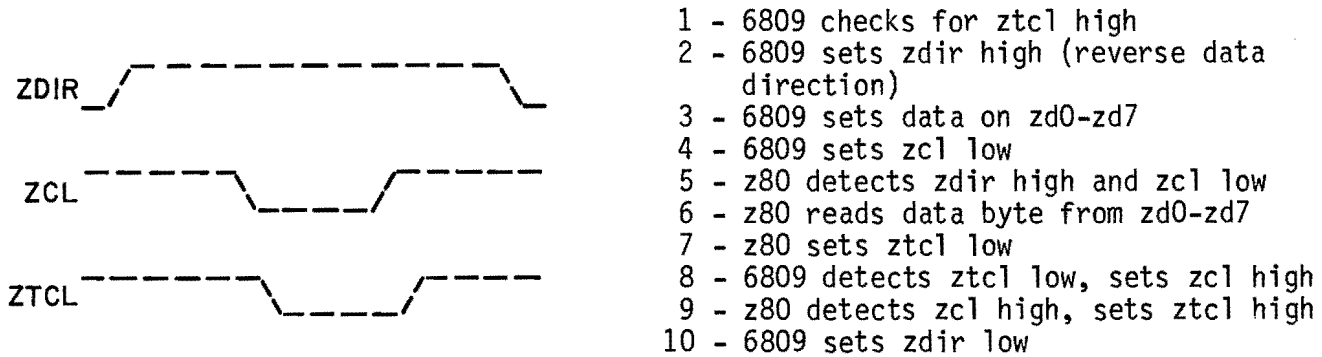 ZDIR
ZCL
ZTCL
1 - 6809 checks for ztcl high
2 - 6809 sets zdir high (reverse data
direction)
3 - 6809 sets data on zd0-zd7
4 - 6809 sets zcl low
5 - z80 detects zdir high and zcl low
6 - z80 reads data byte from zd0-zd7
7 - z80 sets ztcl low
8 - 6809 detects ztcl low, sets zcl high
9 - z80 detects zcl high, sets ztcl high
10 - 6809 sets zdir low